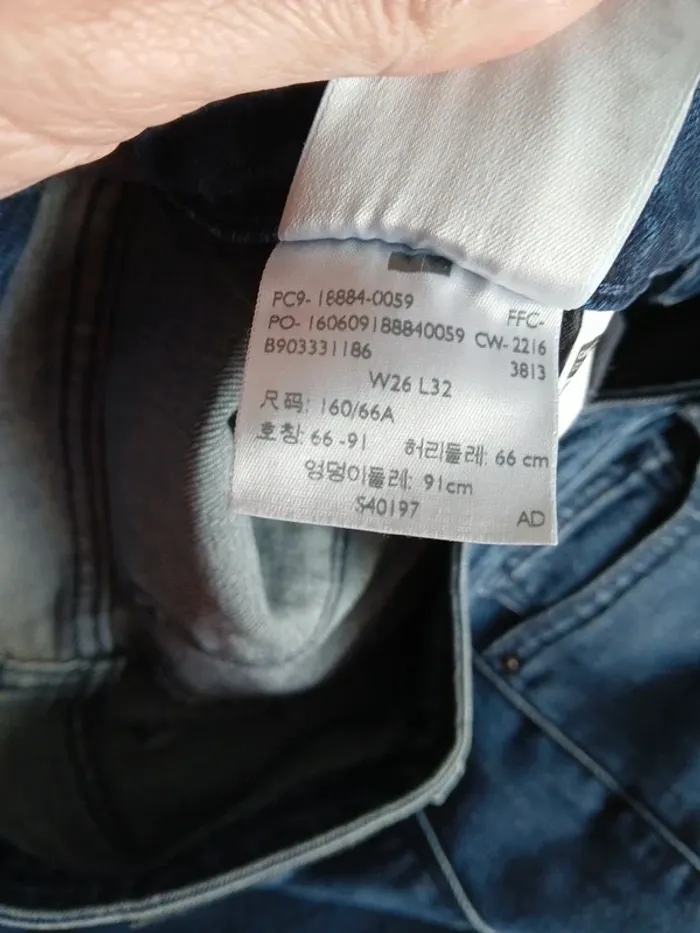 PC9- 18884-0059
FFC-
PO- 160609188840059 CW- 2216
B903331186
3813
W26 L32
尺码: 160/66A
호칭: 66 -91 허리둘레: 66 cm
엉덩이둘레: 91cm
S40197
AD